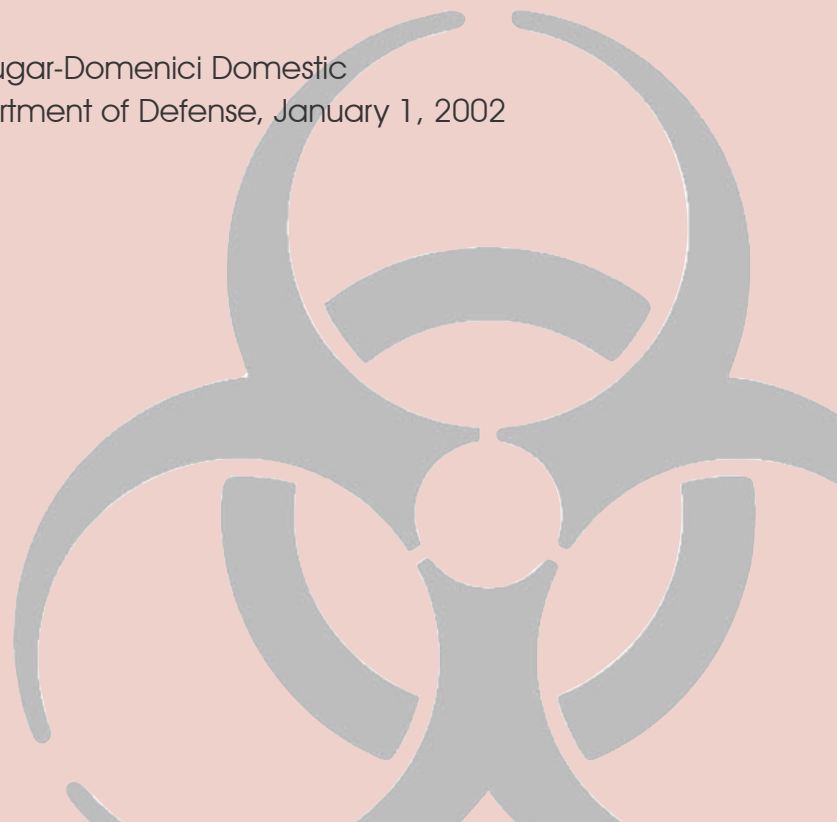 ugar-Domenici Domestic
rtment of Defense, January 1, 2002